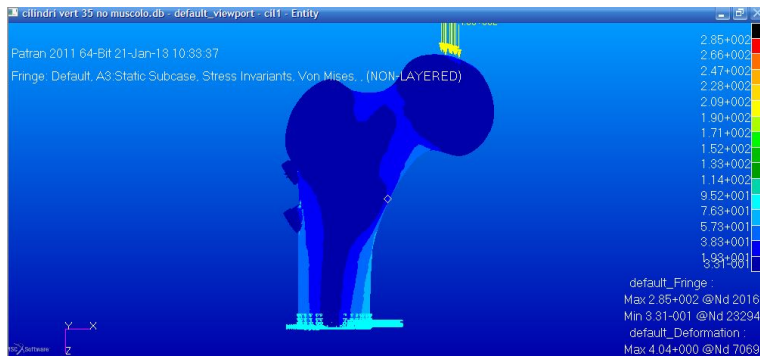 cilindri vert 35 no muscolo.db - default_viewport - cil1 - Entity
Patran 2011 64-Bit 21-Jan-13 10:33:37
Fringe: Default, A3:Static Subcase, Stress Invariants, Von Mises, , (NON-LAYERED)
2.85+002
2.66+002
2.47+002
2.28+002
2.09+002
1.90+002
1.71+002
1.52+002
1.33+002
1.14+002
9.52+001
7.63+001
5.73+001
3.83+001
1.93+001
3.31-001
default_Fringe :
Max 2.85+002 @Nd 2016
Min 3.31-001 @Nd 23294
default_Deformation :
Max 4.04+000 @Nd 7069
Y
X
Z
Software